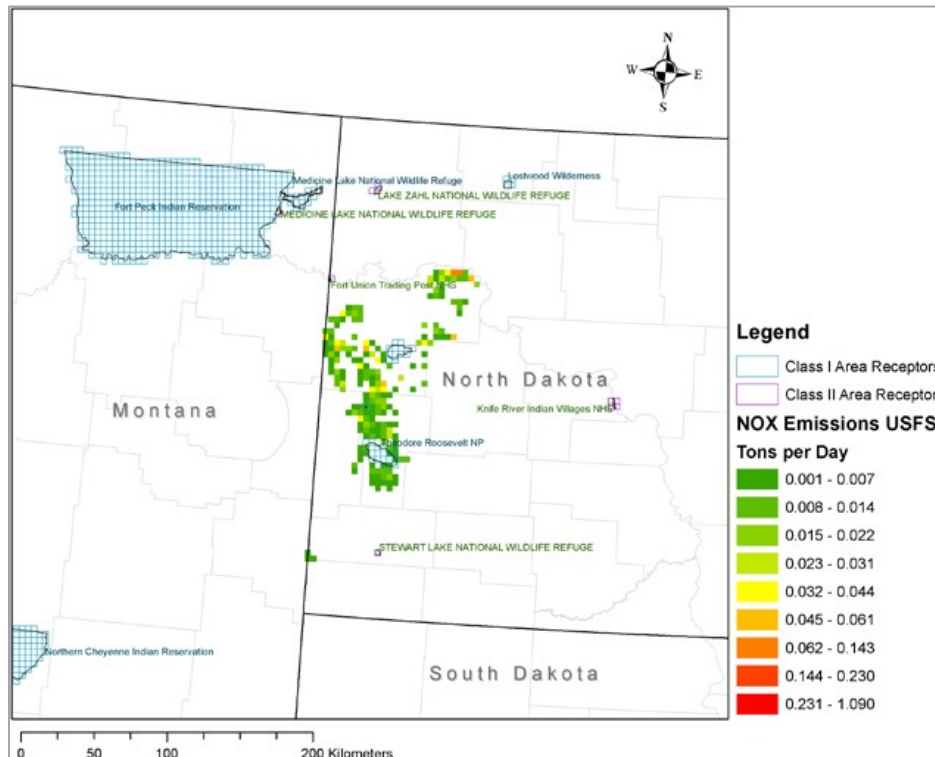 N
W E
S
Medicine Lake National Wildlife Refuge
Lostwood Wilderness
LAKE ZAHL NATIONAL WILDLIFE REFUGE
Fort Peck Indian Reservation
MEDICINE LAKE NATIONAL WILDLIFE REFUGE
Fort Union Trading Post NHS
North Dakota
Montana
Knife River Indian Villages NHS
Theodore Roosevelt NP
STEWART LAKE NATIONAL WILDLIFE REFUGE
Northern Cheyenne Indian Reservation
South Dakota
Legend
Class I Area Receptors
Class II Area Receptor
NOX Emissions USFS
Tons per Day
0.001 - 0.007
0.008 - 0.014
0.015 - 0.022
0.023 - 0.031
0.032 - 0.044
0.045 - 0.061
0.062 - 0.143
0.144 - 0.230
0.231 - 1.090
0 50 100 200 Kilometers